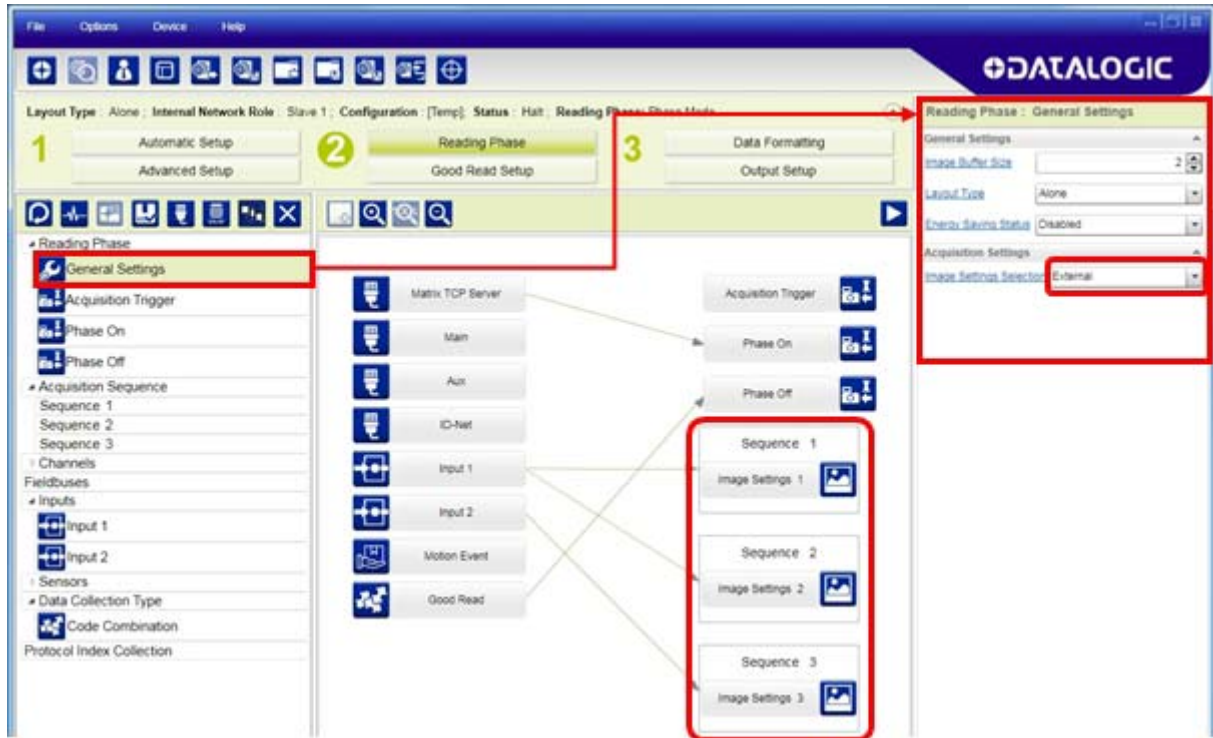 File Options Device Help
DATALOGIC
Layout Type : Alone ; Internal Network Role : Slave 1 ; Configuration : [Temp]; Status : Halt ; Reading Phase: Phase Mode
1
Automatic Setup
Advanced Setup
2
Reading Phase
Good Read Setup
3
Data Formatting
Output Setup
Reading Phase
General Settings
Acquisition Trigger
Phase On
Phase Off
Acquisition Sequence
Sequence 1
Sequence 2
Sequence 3
Channels
Fieldbuses
Inputs
Input 1
Input 2
Sensors
Data Collection Type
Code Combination
Protocol Index Collection
Matrix TCP Server
Main
Aux
ID-Net
Input 1
Input 2
Motion Event
Good Read
Acquisition Trigger
Phase On
Phase Off
Sequence 1
Image Settings 1
Sequence 2
Image Settings 2
Sequence 3
Image Settings 3
Reading Phase : General Settings
General Settings
Image Buffer Size 2
Layout Type Alone
Energy Saving Status Disabled
Acquisition Settings
Image Settings Selection External